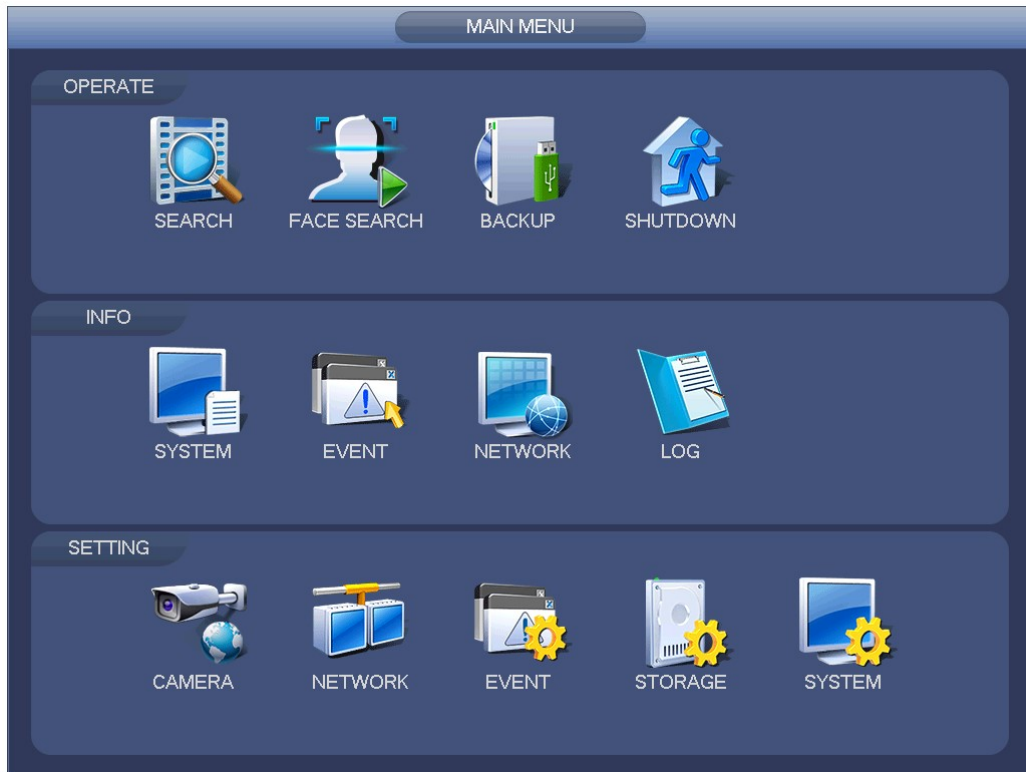 MAIN MENU
OPERATE
SEARCH
FACE SEARCH
BACKUP
SHUTDOWN
INFO
SYSTEM
EVENT
NETWORK
LOG
SETTING
CAMERA
NETWORK
EVENT
STORAGE
SYSTEM